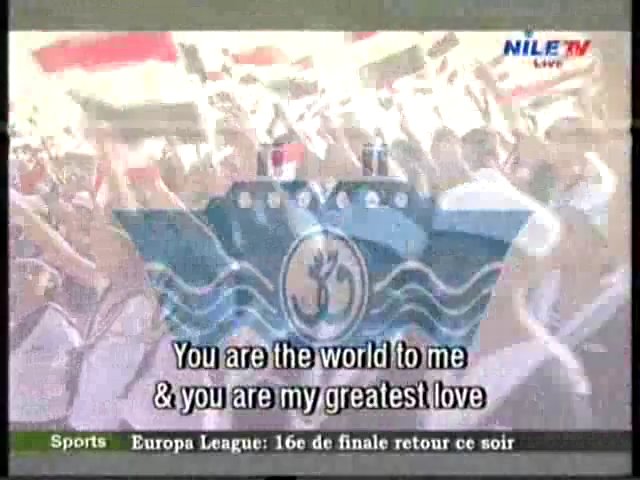 NiLE TV
Live
You are the world to me
& you are my greatest love
Sports Europa League: 16e de finale retour ce soir